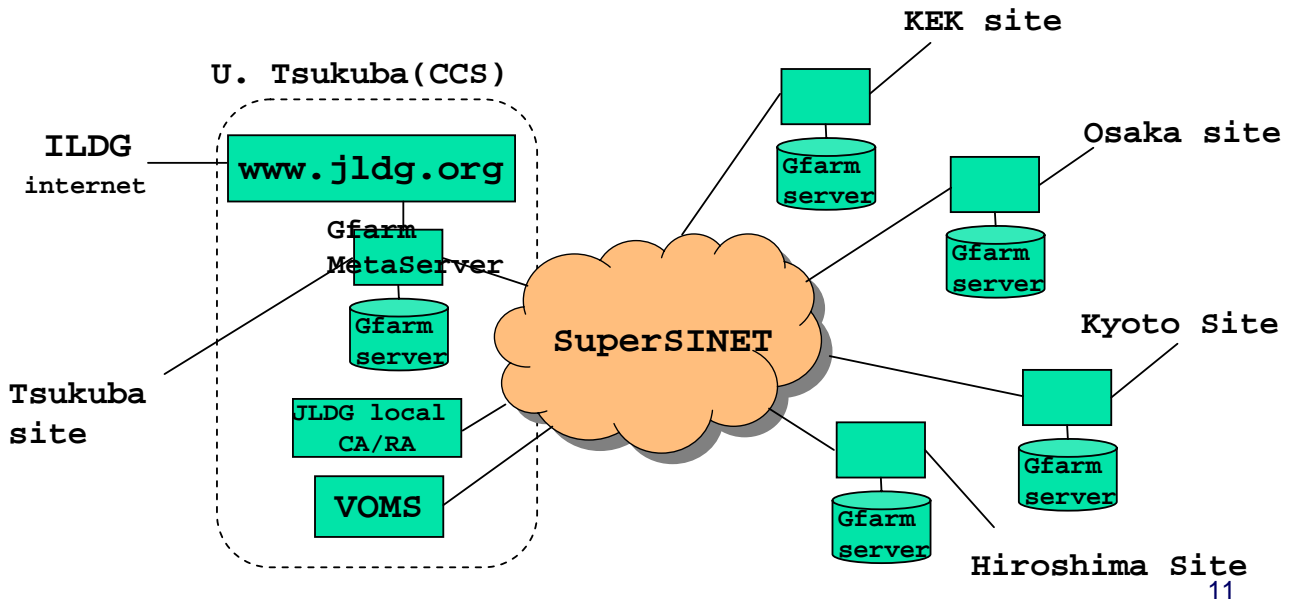 KEK site
U. Tsukuba(CCS)
ILDG
internet
www.jldg.org
Osaka site
Gfarm
server
Gfarm
MetaServer
Gfarm
server
Gfarm
server
SuperSINET
Kyoto Site
Tsukuba
site
JLDG local
CA/RA
VOMS
Gfarm
server
Gfarm
server
Hiroshima Site
11